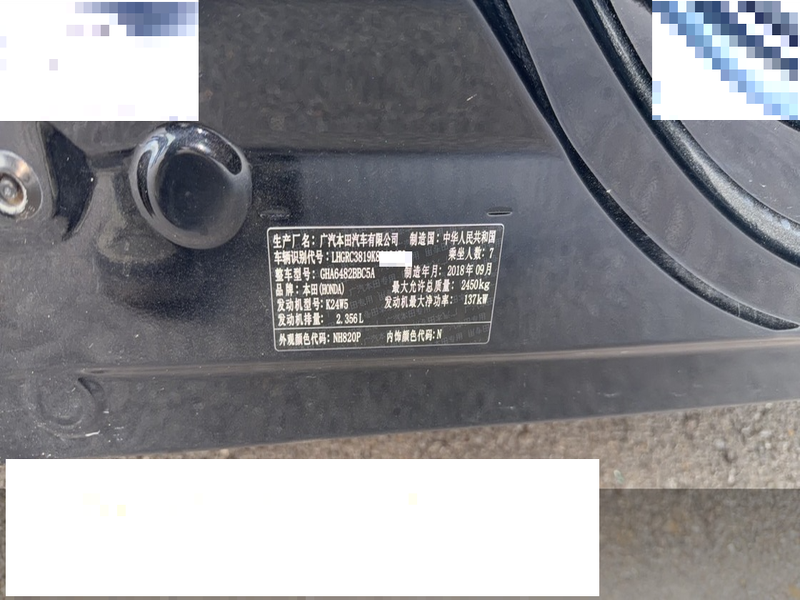 生产厂名：广汽本田汽车有限公司 制造国：中华人民共和国
车辆识别代号：LHGRC3819K8 乘坐人数：7
整车型号：GHA6482BBC5A 制造年月：2018年09月
品牌：本田(HONDA) 最大允许总质量：2450kg
发动机型号：K24W5 发动机最大净功率：137kW
发动机排量：2.356L
外观颜色代码：NH820P 内饰颜色代码：N